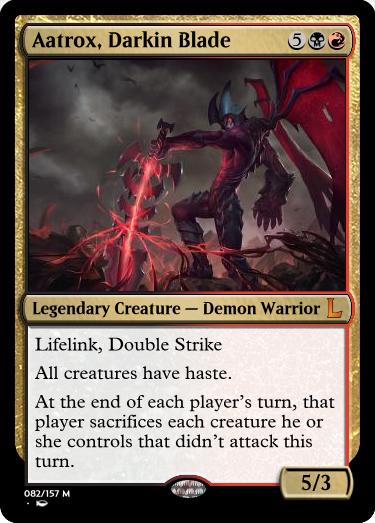 Aatrox, Darkin Blade 5
Legendary Creature — Demon Warrior L
Lifelink, Double Strike
All creatures have haste.
At the end of each player's turn, that
player sacrifices each creature he or
she controls that didn't attack this
turn.
5/3
082/157 M